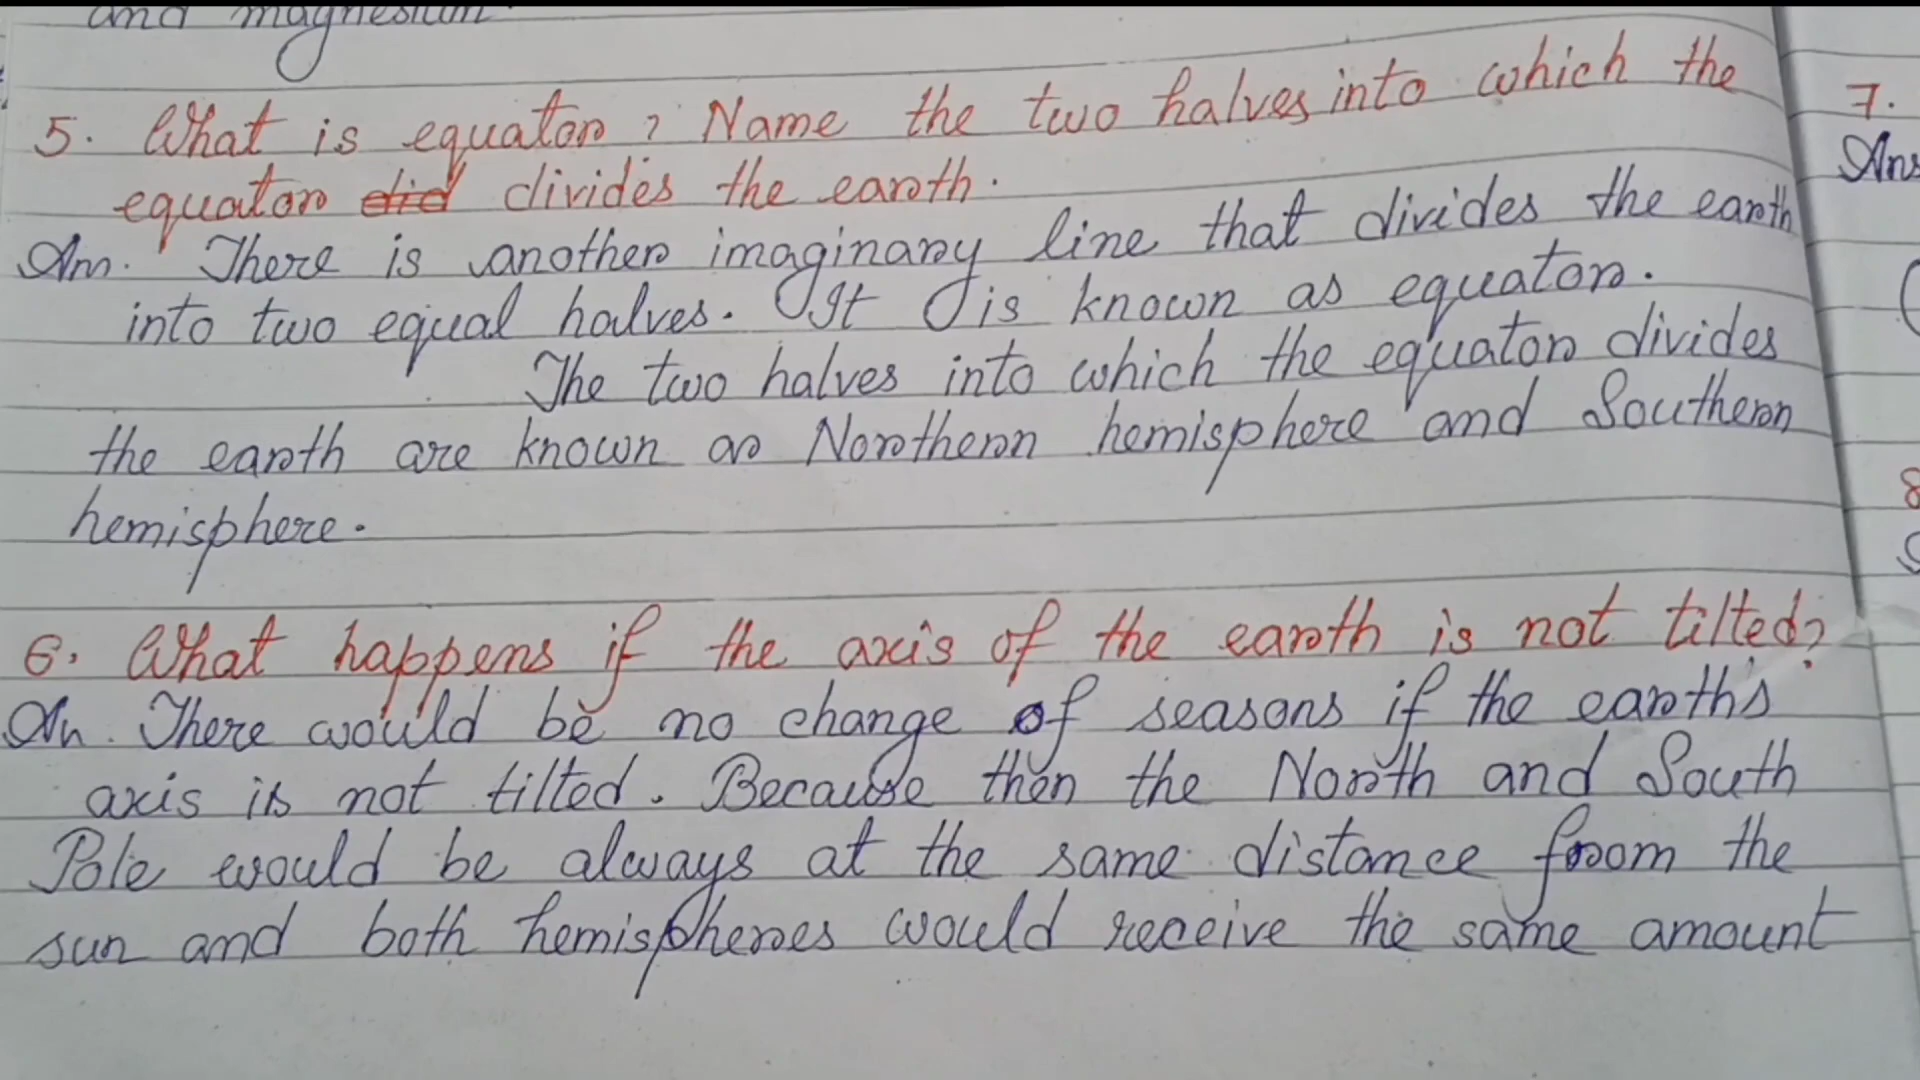 and magnesium.
5. What is equator? Name the two halves into which the
equator did divides the earth.
Ans. There is another imaginary line that divides the earth
into two equal halves. It is known as equator.
The two halves into which the equator divides
the earth are known as Northern hemisphere and Southern
hemisphere.
6. What happens if the axis of the earth is not tilted?
An. There would be no change of seasons if the earth's
axis is not tilted. Because then the North and South
Pole would be always at the same distance from the
sun and both hemispheres would receive the same amount
7.
Ans
8